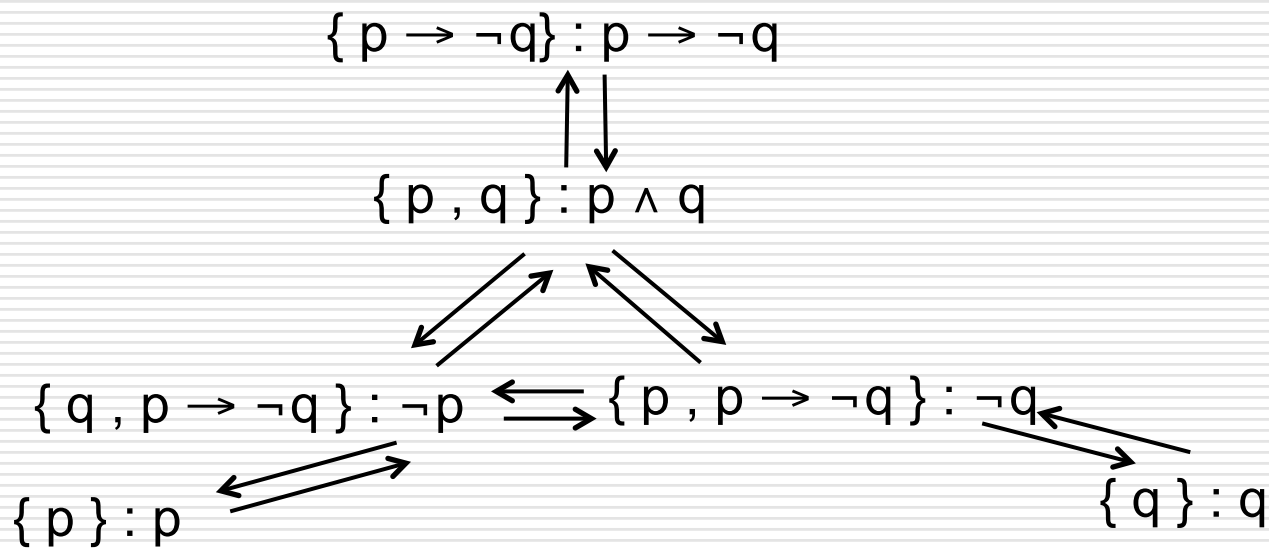 { p → ¬q} : p → ¬q
{ p , q } : p ∧ q
{ q , p → ¬q } : ¬p
{ p , p → ¬q } : ¬q
{ p } : p
{ q } : q